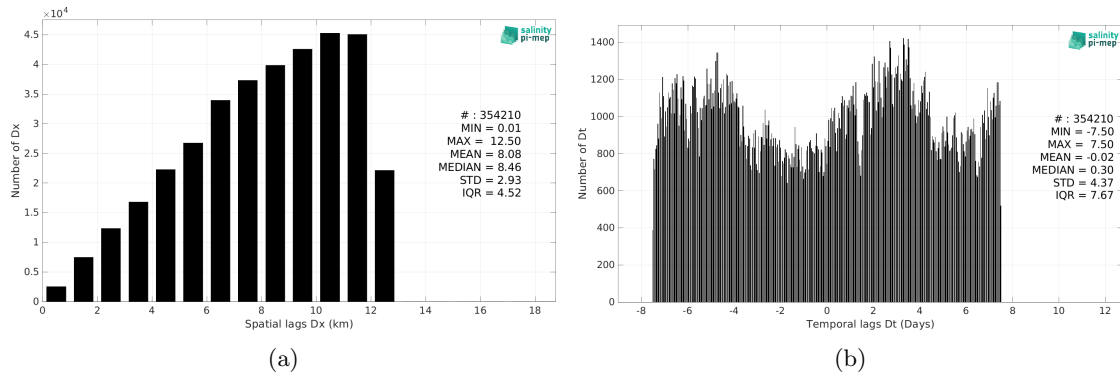 ×10⁴
4.5
4
3.5
3
2.5
2
1.5
1
0.5
0
Number of Dx
0 2 4 6 8 10 12 14 16 18
Spatial lags Dx (km)
salinity
pi-mep
# : 354210
MIN = 0.01
MAX = 12.50
MEAN = 8.08
MEDIAN = 8.46
STD = 2.93
IQR = 4.52
(a)
1400
1200
1000
800
600
400
200
0
Number of Dt
-8 -6 -4 -2 0 2 4 6 8 10 12
Temporal lags Dt (Days)
salinity
pi-mep
# : 354210
MIN = -7.50
MAX = 7.50
MEAN = -0.02
MEDIAN = 0.30
STD = 4.37
IQR = 7.67
(b)